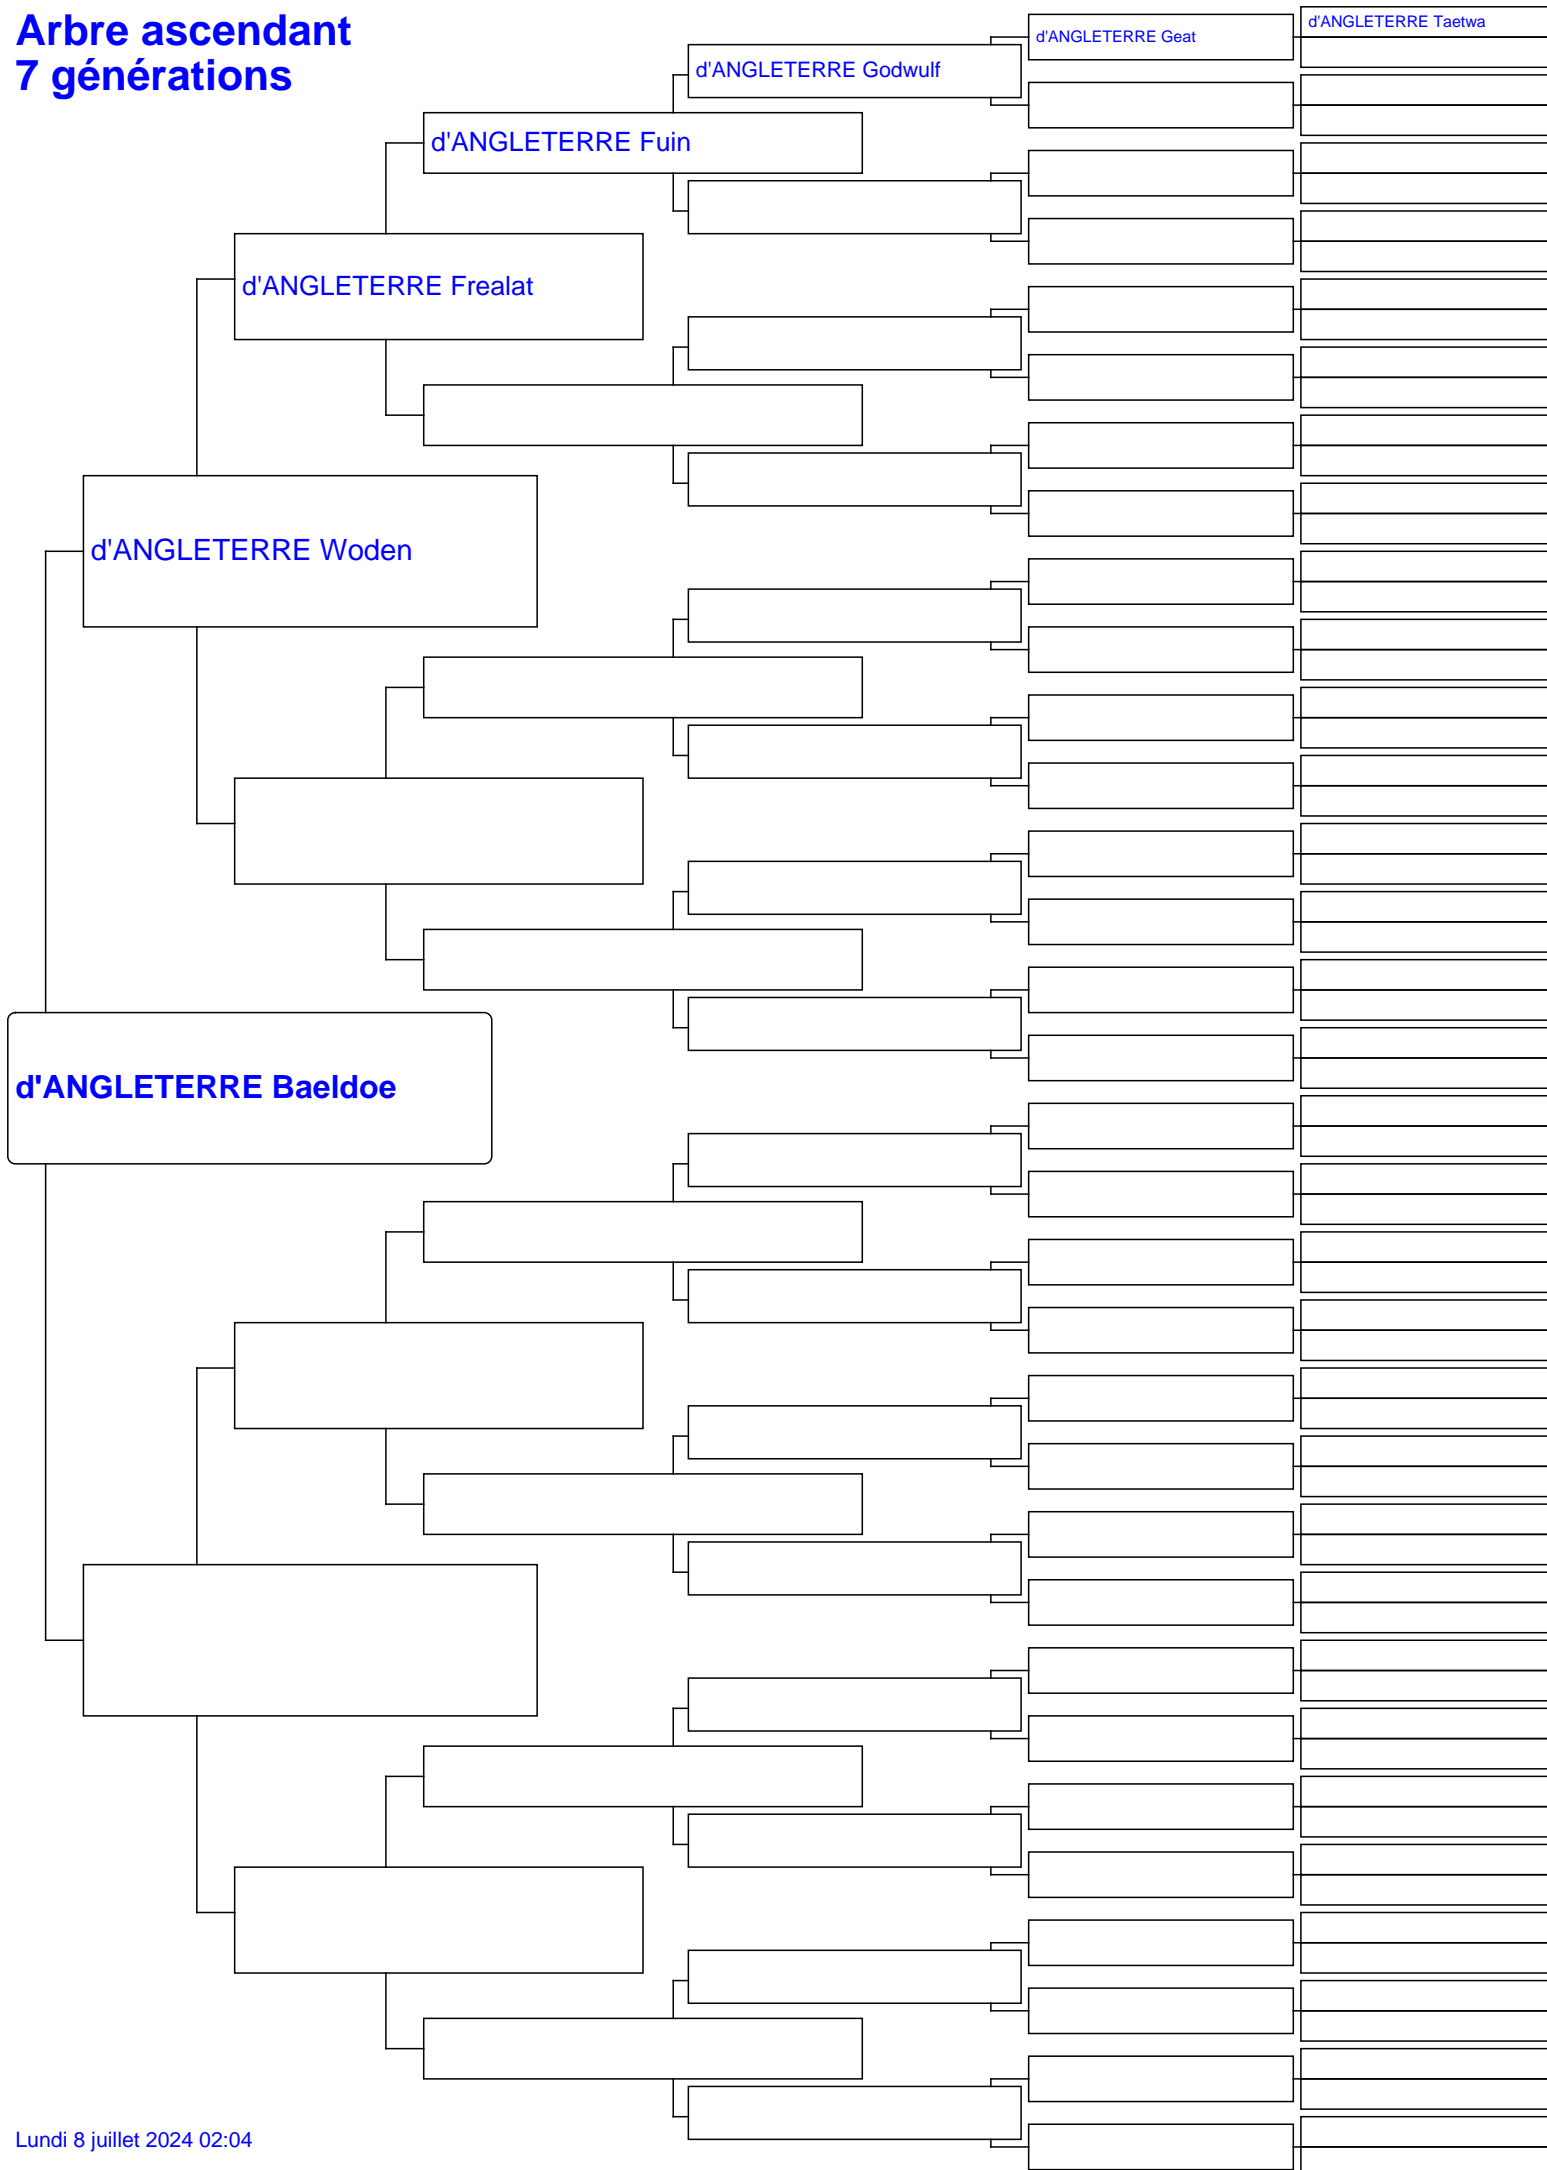 Arbre ascendant
7 générations
d'ANGLETERRE Taetwa
d'ANGLETERRE Geat
d'ANGLETERRE Godwulf
d'ANGLETERRE Fuin
d'ANGLETERRE Frealat
d'ANGLETERRE Woden
d'ANGLETERRE Baeldoe
Lundi 8 juillet 2024 02:04